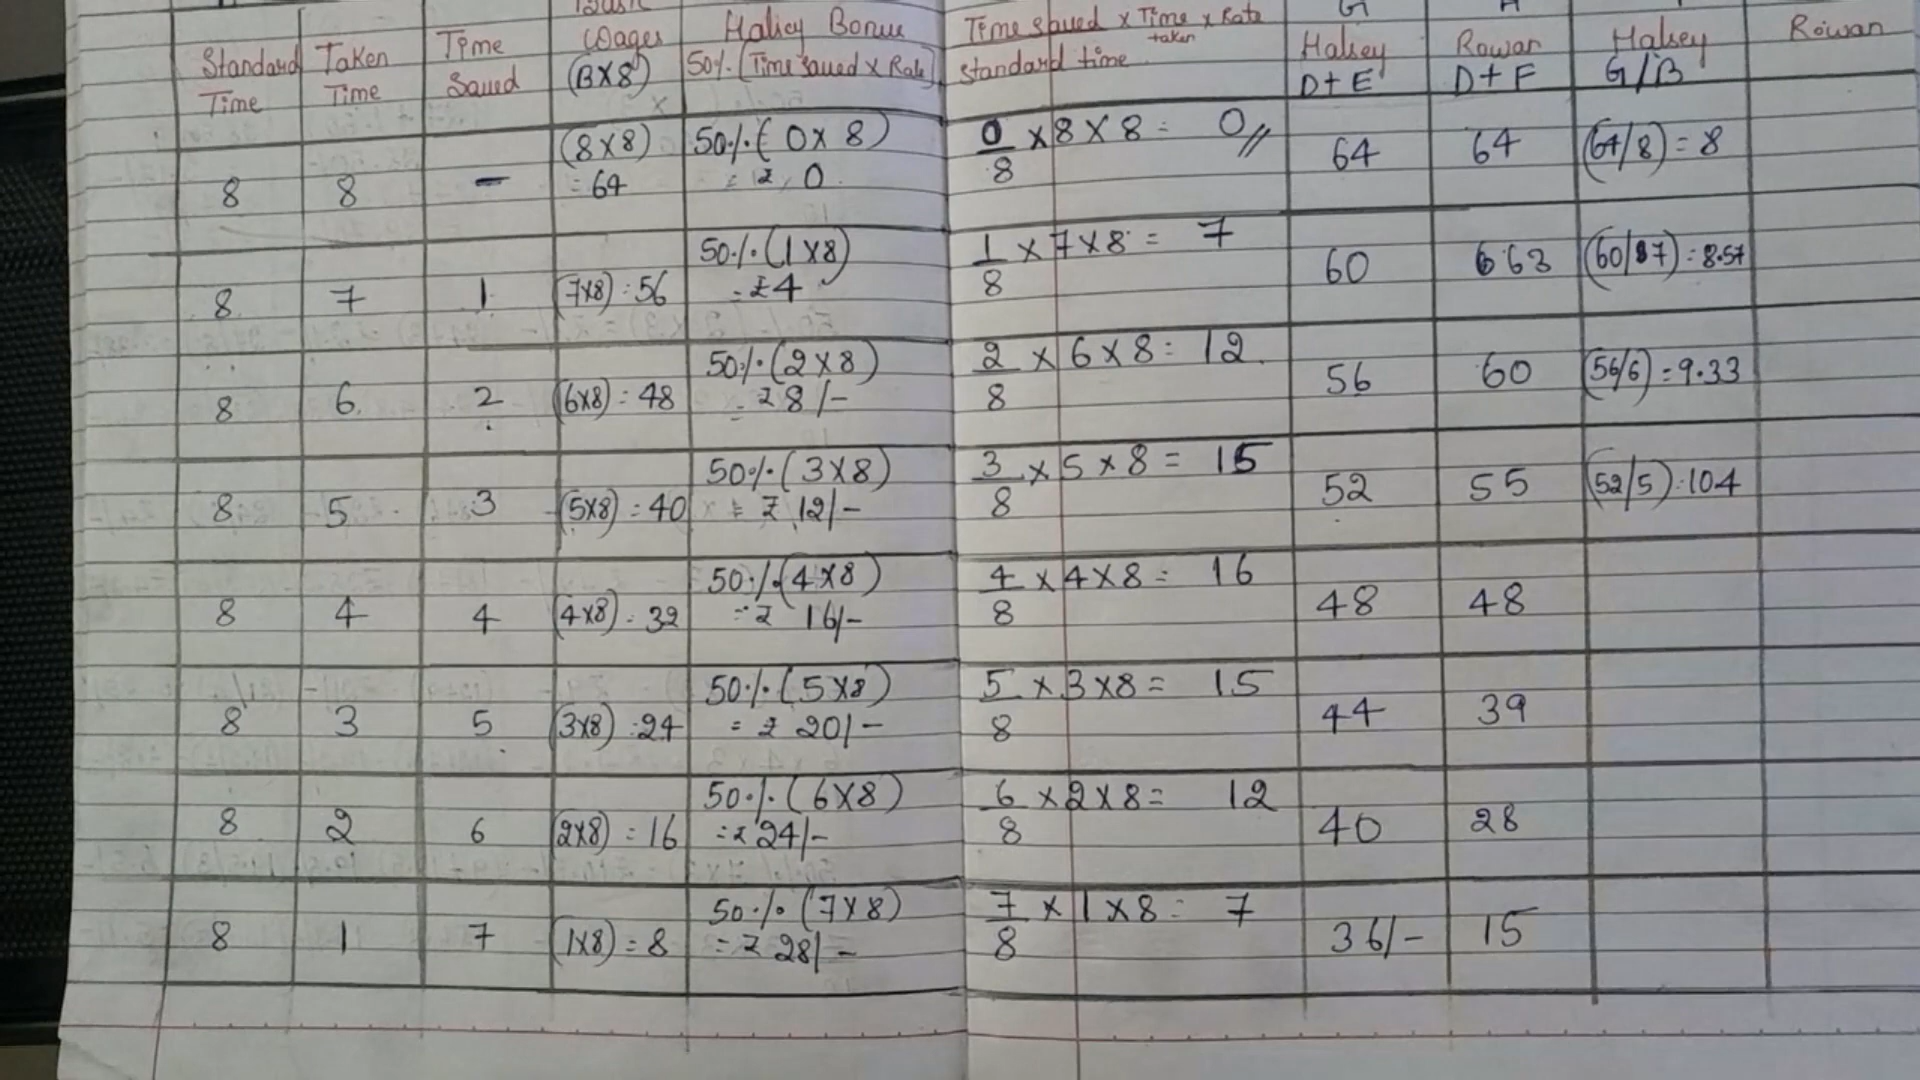 Wages
Halsey Bonus
Time saved × Time taken × Rate
G
Standard Time
Taken Time
Time Saved
(B×8)
50%. [Time saved × Rate]
standard time
Halsey
D+E
Rowan
D+F
Halsey
G/B
Rowan
8 8 – (8×8) = 64 50%.(0×8) = ₹ 0 0/8 ×8×8 = 0// 64 64 (64/8) = 8
8 7 1 (7×8) = 56 50%.(1×8) = ₹4 1/8 ×7×8 = 7 60 63 (60/7) = 8.57
8 6 2 (6×8) = 48 50%.(2×8) = ₹8/– 2/8 ×6×8 = 12 56 60 (56/6) = 9.33
8 5 3 (5×8) = 40 50%.(3×8) = ₹12/– 3/8 ×5×8 = 15 52 55 (52/5) = 104
8 4 4 (4×8) = 32 50%.(4×8) = ₹16/– 4/8 ×4×8 = 16 48 48
8 3 5 (3×8) = 24 50%.(5×8) = ₹20/– 5/8 ×3×8 = 15 44 39
8 2 6 (2×8) = 16 50%.(6×8) = ₹24/– 6/8 ×2×8 = 12 40 28
8 1 7 (1×8) = 8 50%.(7×8) = ₹28/– 7/8 ×1×8 = 7 36/– 15